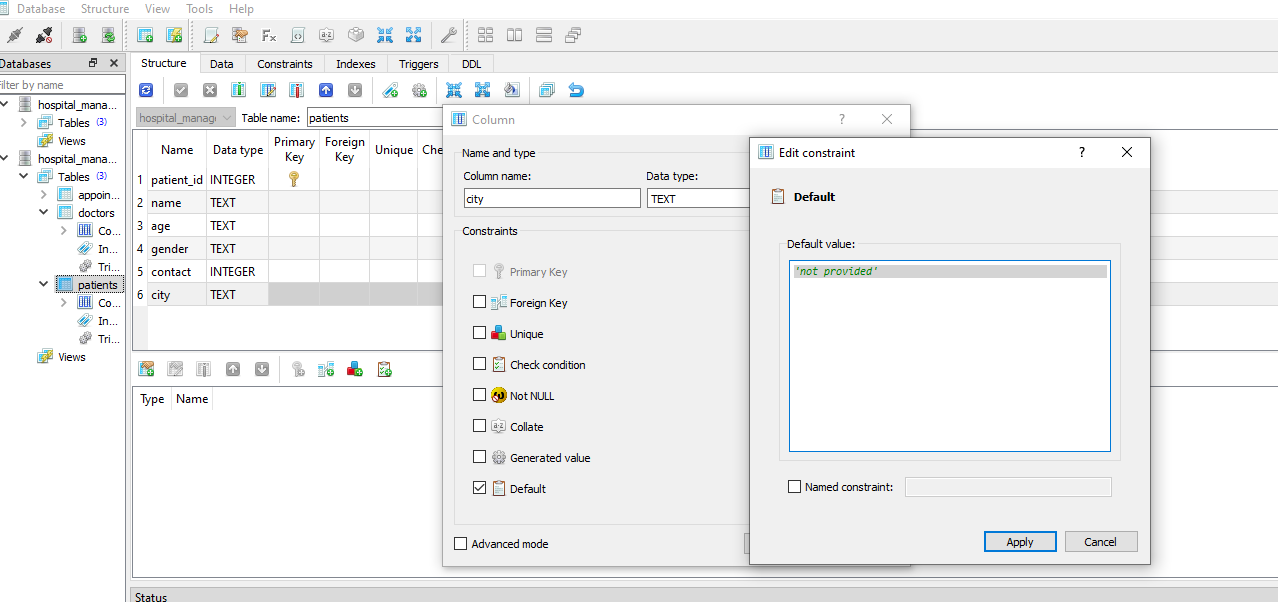 Database Structure View Tools Help
Databases
Filter by name
hospital_mana...
Tables (3)
Views
hospital_mana...
Tables (3)
appoin...
doctors
Co...
In...
Tri...
patients
Co...
In...
Tri...
Views
Structure Data Constraints Indexes Triggers DDL
hospital_manag Table name: patients
Name Data type Primary Key Foreign Key Unique Che
1 patient_id INTEGER
2 name TEXT
3 age TEXT
4 gender TEXT
5 contact INTEGER
6 city TEXT
Type Name
Status
Column ?
Name and type
Column name: Data type:
city TEXT
Constraints
Primary Key
Foreign Key
Unique
Check condition
Not NULL
Collate
Generated value
Default
Advanced mode
Edit constraint ?
Default
Default value:
'not provided'
Named constraint:
Apply Cancel